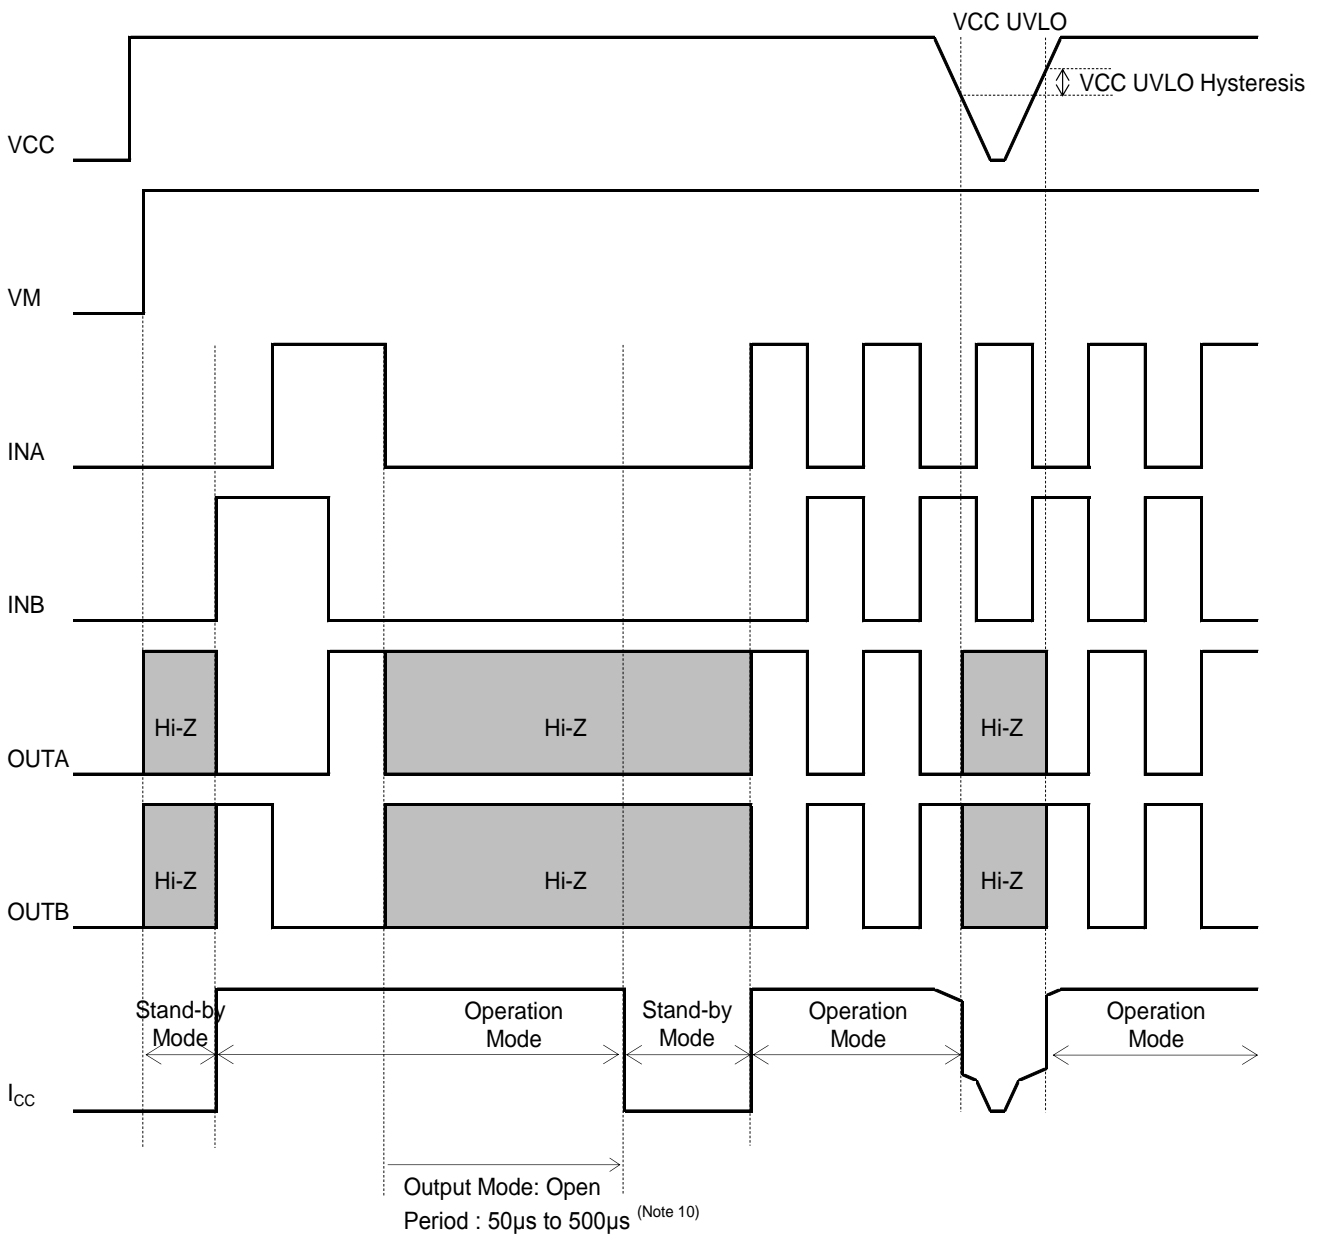 VCC UVLO
VCC UVLO Hysteresis
VCC
VM
INA
INB
Hi-Z
Hi-Z
Hi-Z
OUTA
Hi-Z
Hi-Z
Hi-Z
OUTB
Stand-by
Mode
Operation
Mode
Stand-by
Mode
Operation
Mode
Operation
Mode
ICC
Output Mode: Open
Period : 50µs to 500µs (Note 10)